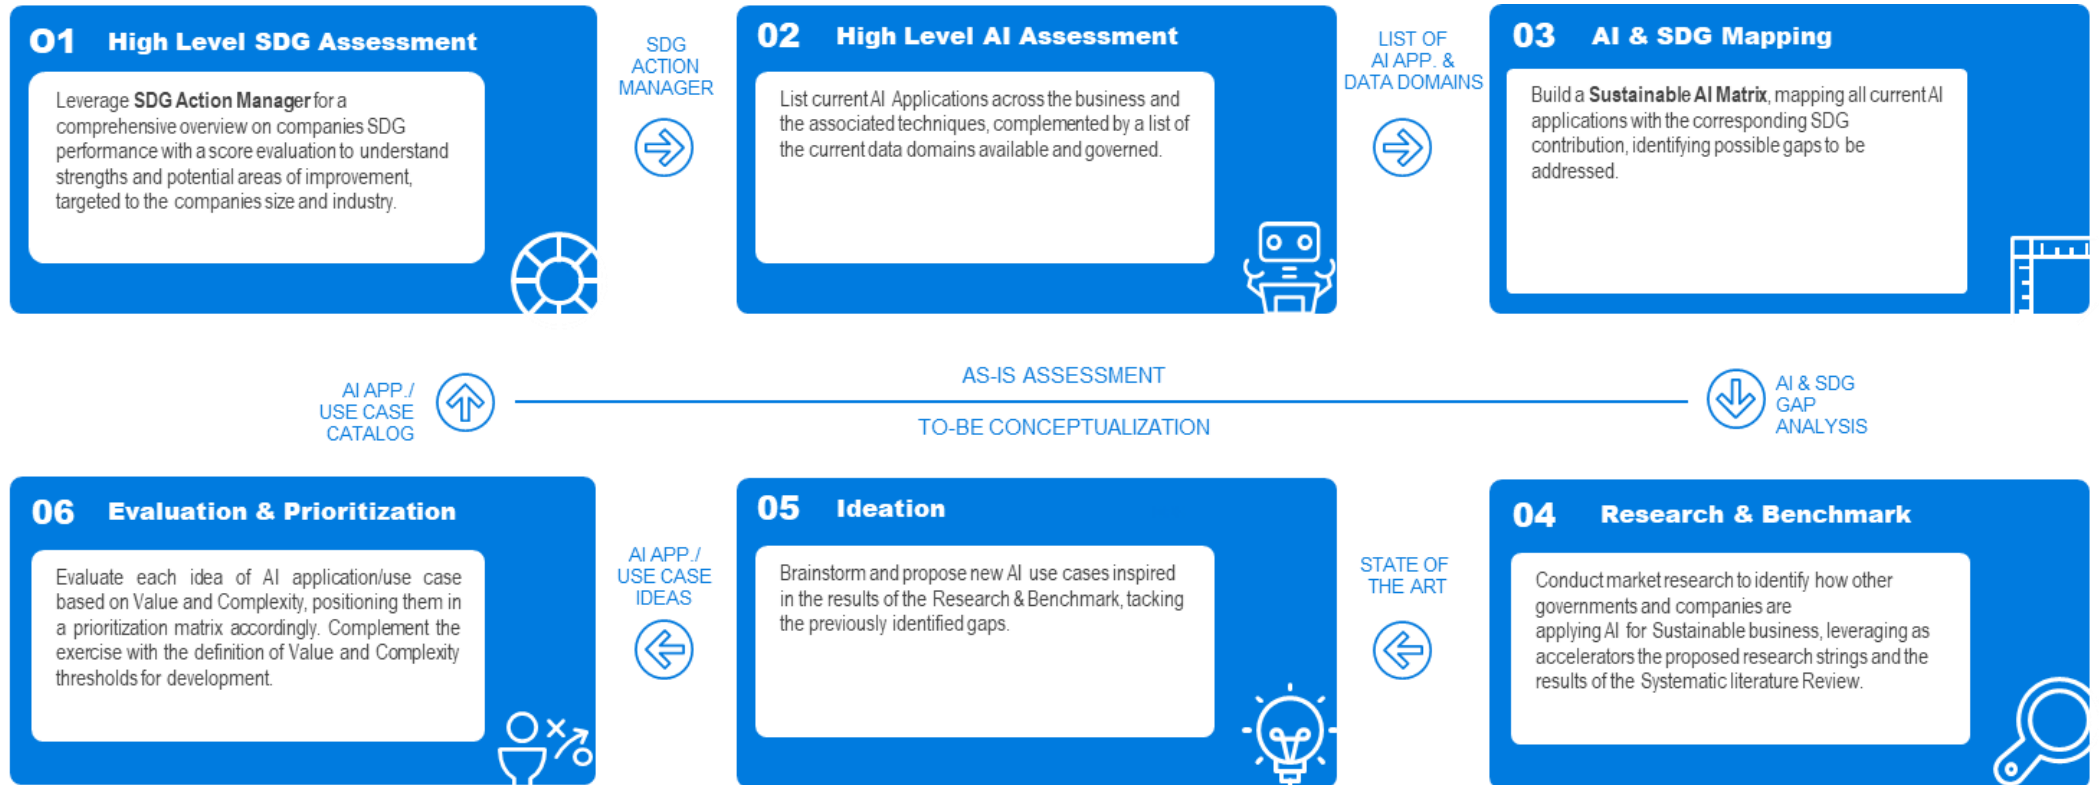 01 High Level SDG Assessment
Leverage SDG Action Manager for a
comprehensive overview on companies SDG
performance with a score evaluation to understand
strengths and potential areas of improvement,
targeted to the companies size and industry.
SDG
ACTION
MANAGER
02 High Level AI Assessment
List current AI Applications across the business and
the associated techniques, complemented by a list of
the current data domains available and governed.
LIST OF
AI APP. &
DATA DOMAINS
03 AI & SDG Mapping
Build a Sustainable AI Matrix, mapping all current AI
applications with the corresponding SDG
contribution, identifying possible gaps to be
addressed.
AI APP./
USE CASE
CATALOG
AS-IS ASSESSMENT
TO-BE CONCEPTUALIZATION
AI & SDG
GAP
ANALYSIS
06 Evaluation & Prioritization
Evaluate each idea of AI application/use case
based on Value and Complexity, positioning them in
a prioritization matrix accordingly. Complement the
exercise with the definition of Value and Complexity
thresholds for development.
AI APP./
USE CASE
IDEAS
05 Ideation
Brainstorm and propose new AI use cases inspired
in the results of the Research & Benchmark, tacking
the previously identified gaps.
STATE OF
THE ART
04 Research & Benchmark
Conduct market research to identify how other
governments and companies are
applying AI for Sustainable business, leveraging as
accelerators the proposed research strings and the
results of the Systematic literature Review.